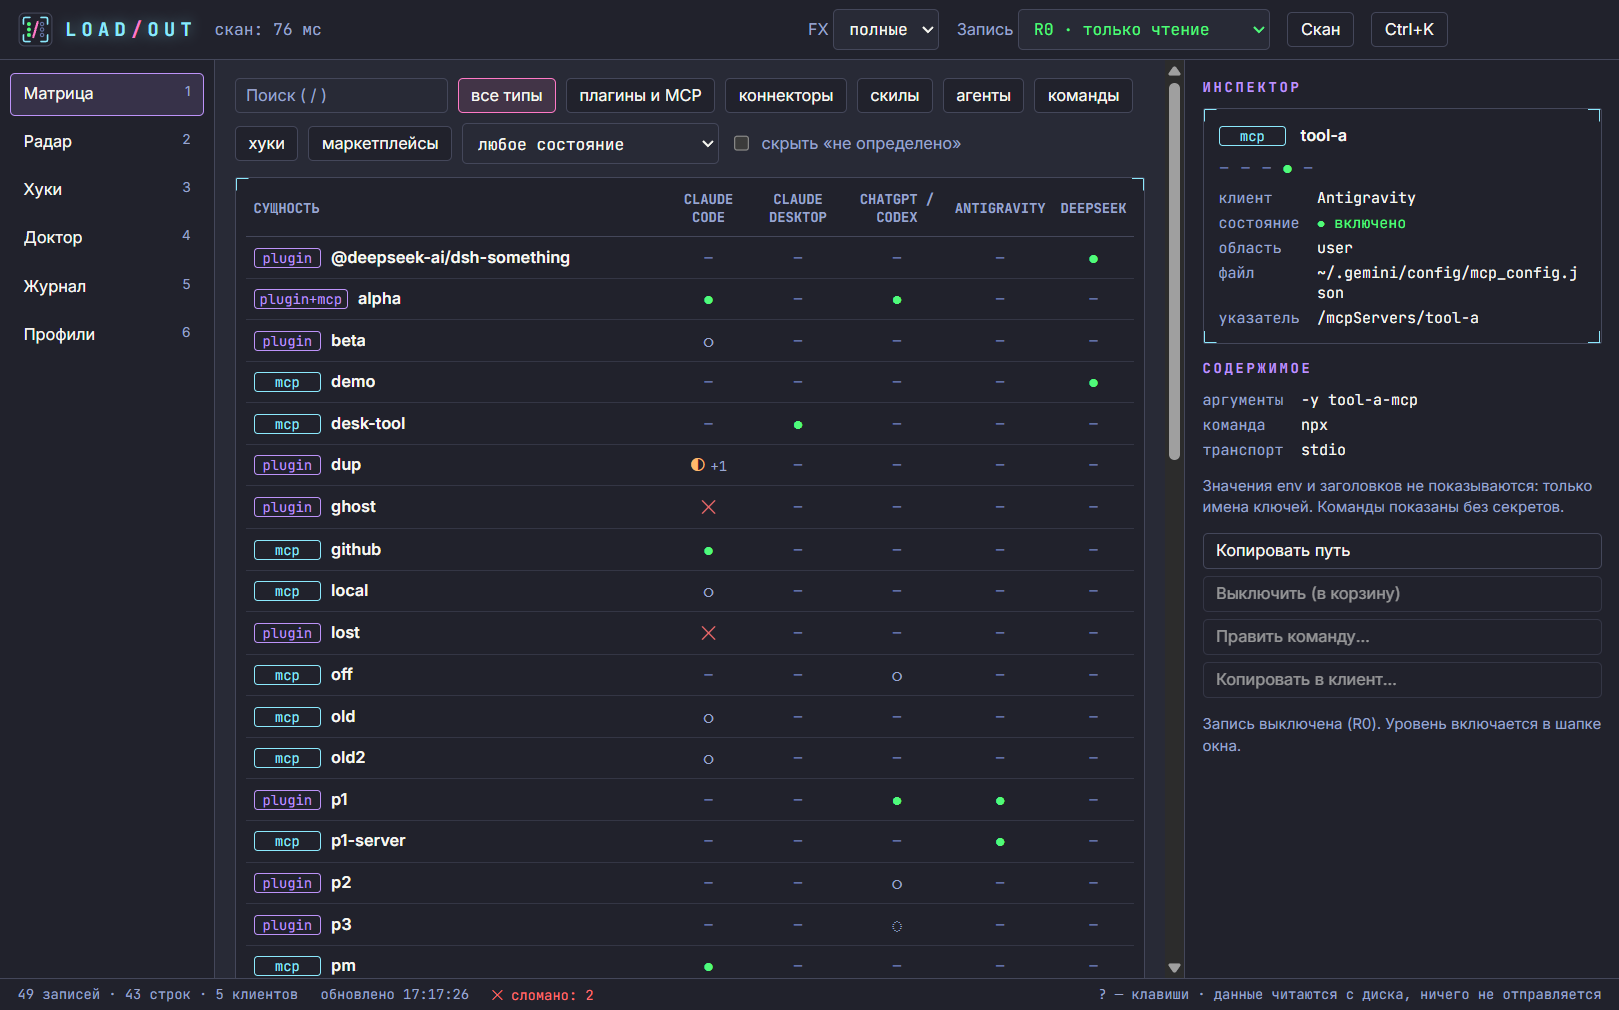 LOAD/OUT скан: 76 мс FX полные Запись R0 · только чтение Скан Ctrl+K
Матрица 1
Радар 2
Хуки 3
Доктор 4
Журнал 5
Профили 6
Поиск ( / ) все типы плагины и MCP коннекторы скилы агенты команды
хуки маркетплейсы любое состояние скрыть «не определено»
СУЩНОСТЬ CLAUDE CODE CLAUDE DESKTOP CHATGPT / CODEX ANTIGRAVITY DEEPSEEK
plugin @deepseek-ai/dsh-something – – – – ●
plugin+mcp alpha ● – ● – –
plugin beta ○ – – – –
mcp demo – – – – ●
mcp desk-tool – ● – – –
plugin dup ◐ +1 – – – –
plugin ghost ✕ – – – –
mcp github ● – – – –
mcp local ○ – – – –
plugin lost ✕ – – – –
mcp off – – ○ – –
mcp old ○ – – – –
mcp old2 ○ – – – –
plugin p1 – – ● ● –
mcp p1-server – – – ● –
plugin p2 – – ○ – –
plugin p3 – – ◌ – –
mcp pm ● – – – –
ИНСПЕКТОР
mcp tool-a
– – – ● –
клиент Antigravity
состояние ● включено
область user
файл ~/.gemini/config/mcp_config.j
son
указатель /mcpServers/tool-a
СОДЕРЖИМОЕ
аргументы -y tool-a-mcp
команда npx
транспорт stdio
Значения env и заголовков не показываются: только
имена ключей. Команды показаны без секретов.
Копировать путь
Выключить (в корзину)
Править команду...
Копировать в клиент...
Запись выключена (R0). Уровень включается в шапке
окна.
49 записей · 43 строк · 5 клиентов обновлено 17:17:26 ✕ сломано: 2
? – клавиши · данные читаются с диска, ничего не отправляется